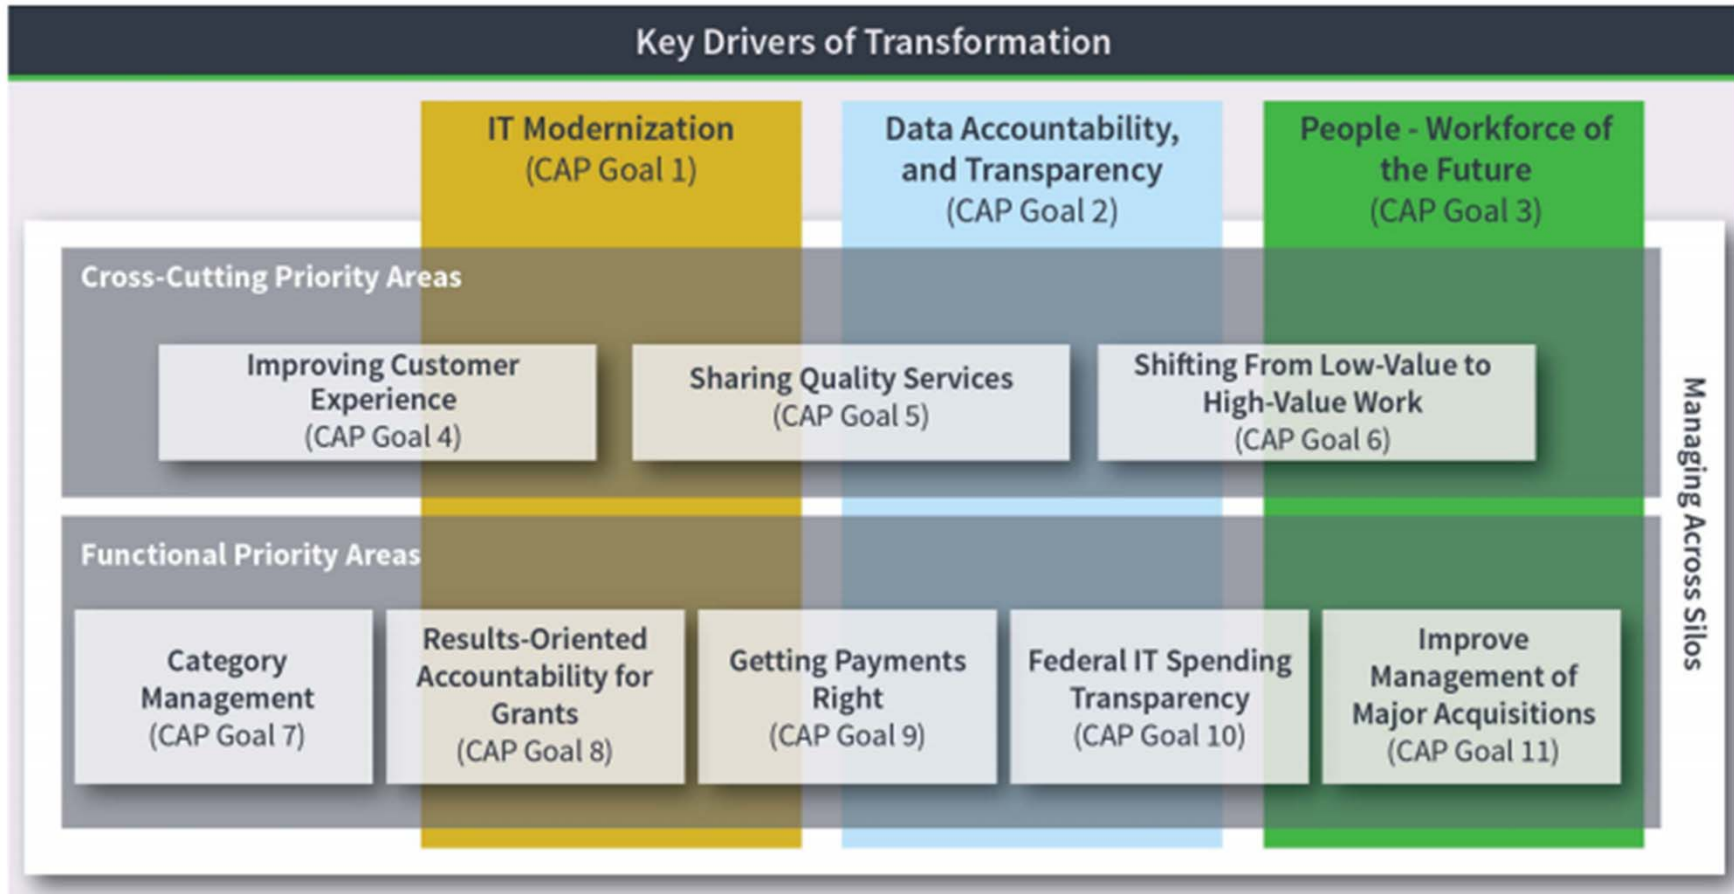 Key Drivers of Transformation
IT Modernization
(CAP Goal 1)
Data Accountability,
and Transparency
(CAP Goal 2)
People - Workforce of
the Future
(CAP Goal 3)
Cross-Cutting Priority Areas
Improving Customer
Experience
(CAP Goal 4)
Sharing Quality Services
(CAP Goal 5)
Shifting From Low-Value to
High-Value Work
(CAP Goal 6)
Functional Priority Areas
Category
Management
(CAP Goal 7)
Results-Oriented
Accountability for
Grants
(CAP Goal 8)
Getting Payments
Right
(CAP Goal 9)
Federal IT Spending
Transparency
(CAP Goal 10)
Improve
Management of
Major Acquisitions
(CAP Goal 11)
Managing Across Silos